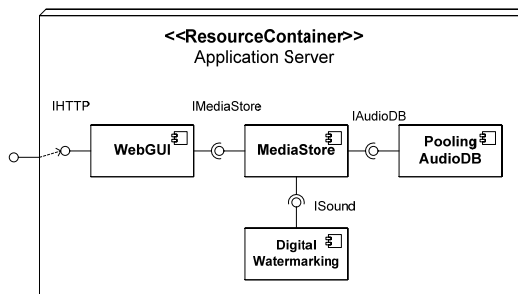 <<ResourceContainer>>
Application Server
IHTTP
IMediaStore
IAudioDB
WebGUI
MediaStore
Pooling
AudioDB
ISound
Digital
Watermarking